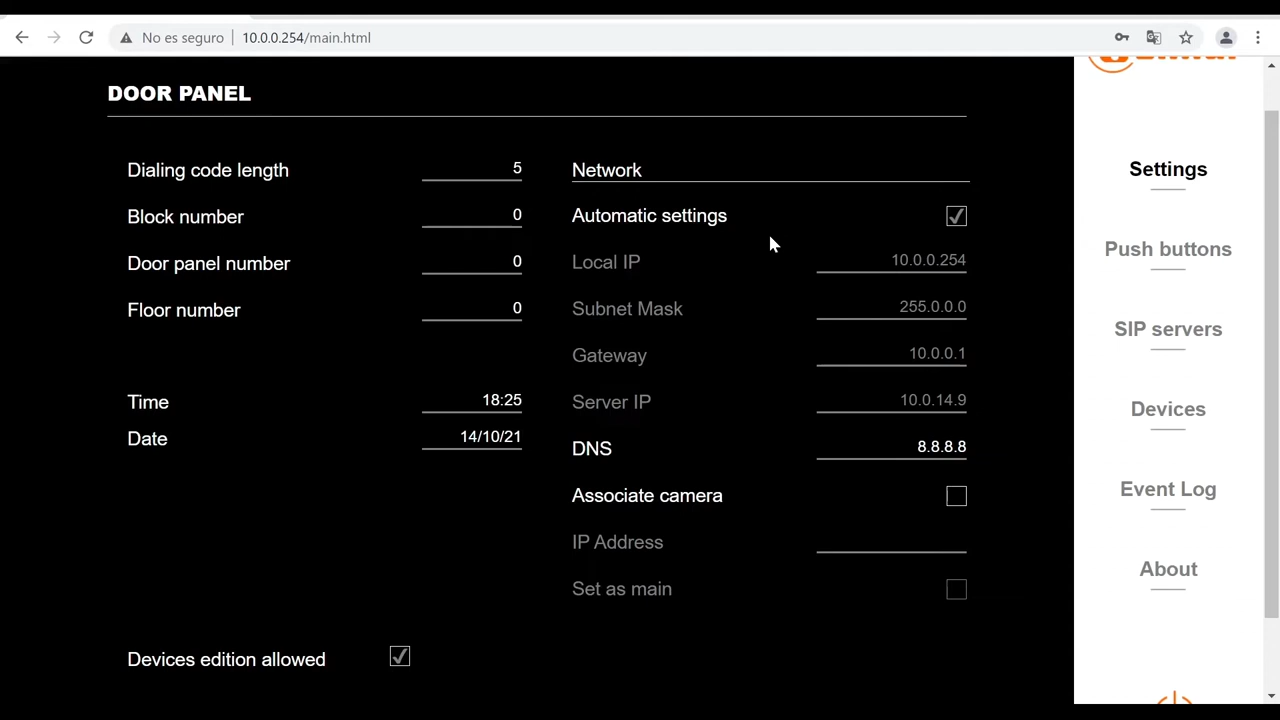 No es seguro
10.0.0.254/main.html
DOOR PANEL
Dialing code length 5
Block number 0
Door panel number 0
Floor number 0
Time 18:25
Date 14/10/21
Devices edition allowed
Network
Automatic settings
Local IP 10.0.0.254
Subnet Mask 255.0.0.0
Gateway 10.0.0.1
Server IP 10.0.14.9
DNS 8.8.8.8
Associate camera
IP Address
Set as main
Settings
Push buttons
SIP servers
Devices
Event Log
About